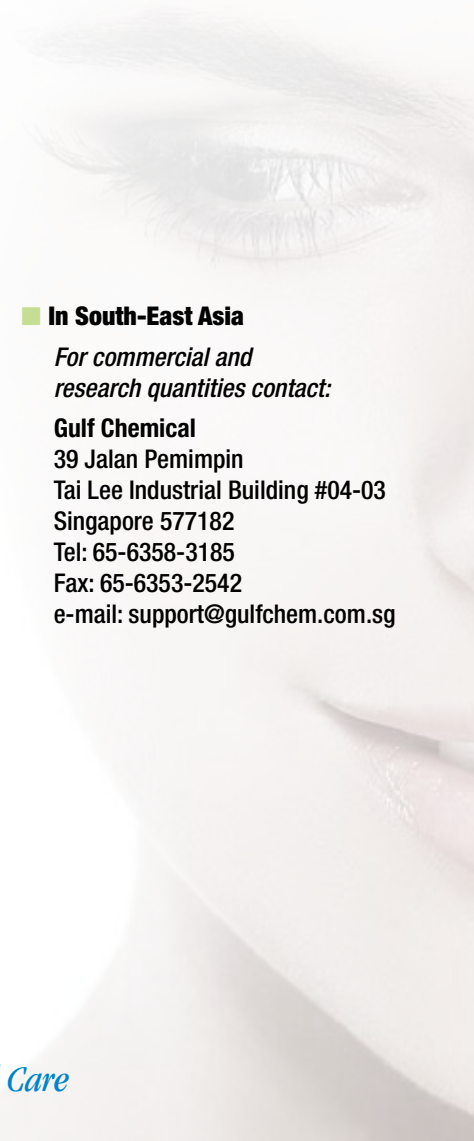 In South-East Asia
For commercial and
research quantities contact:
Gulf Chemical
39 Jalan Pemimpin
Tai Lee Industrial Building #04-03
Singapore 577182
Tel: 65-6358-3185
Fax: 65-6353-2542
e-mail: support@gulfchem.com.sg
Care